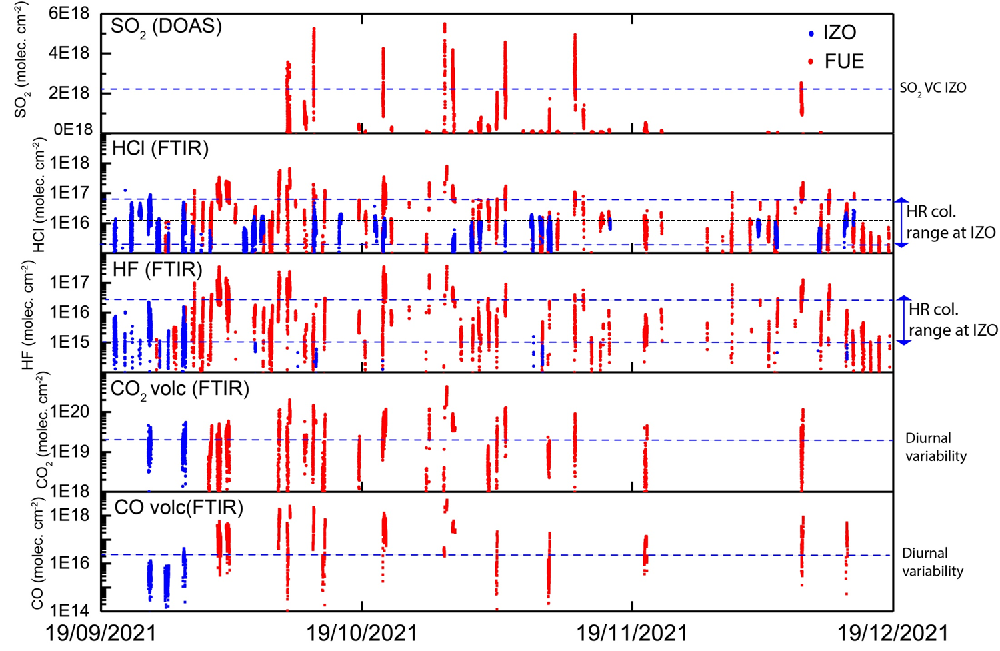 SO2 (molec. cm-2)
6E18
4E18
2E18
0E18
SO2 (DOAS)
IZO
FUE
SO2 VC IZO
HCl (molec. cm-2)
1E18
1E17
1E16
HCl (FTIR)
HR col.
range at IZO
HF (molec. cm-2)
1E17
1E16
1E15
HF (FTIR)
HR col.
range at IZO
CO2 (molec. cm-2)
1E20
1E19
1E18
CO2 volc (FTIR)
Diurnal
variability
CO (molec. cm-2)
1E18
1E16
1E14
CO volc(FTIR)
Diurnal
variability
19/09/2021
19/10/2021
19/11/2021
19/12/2021